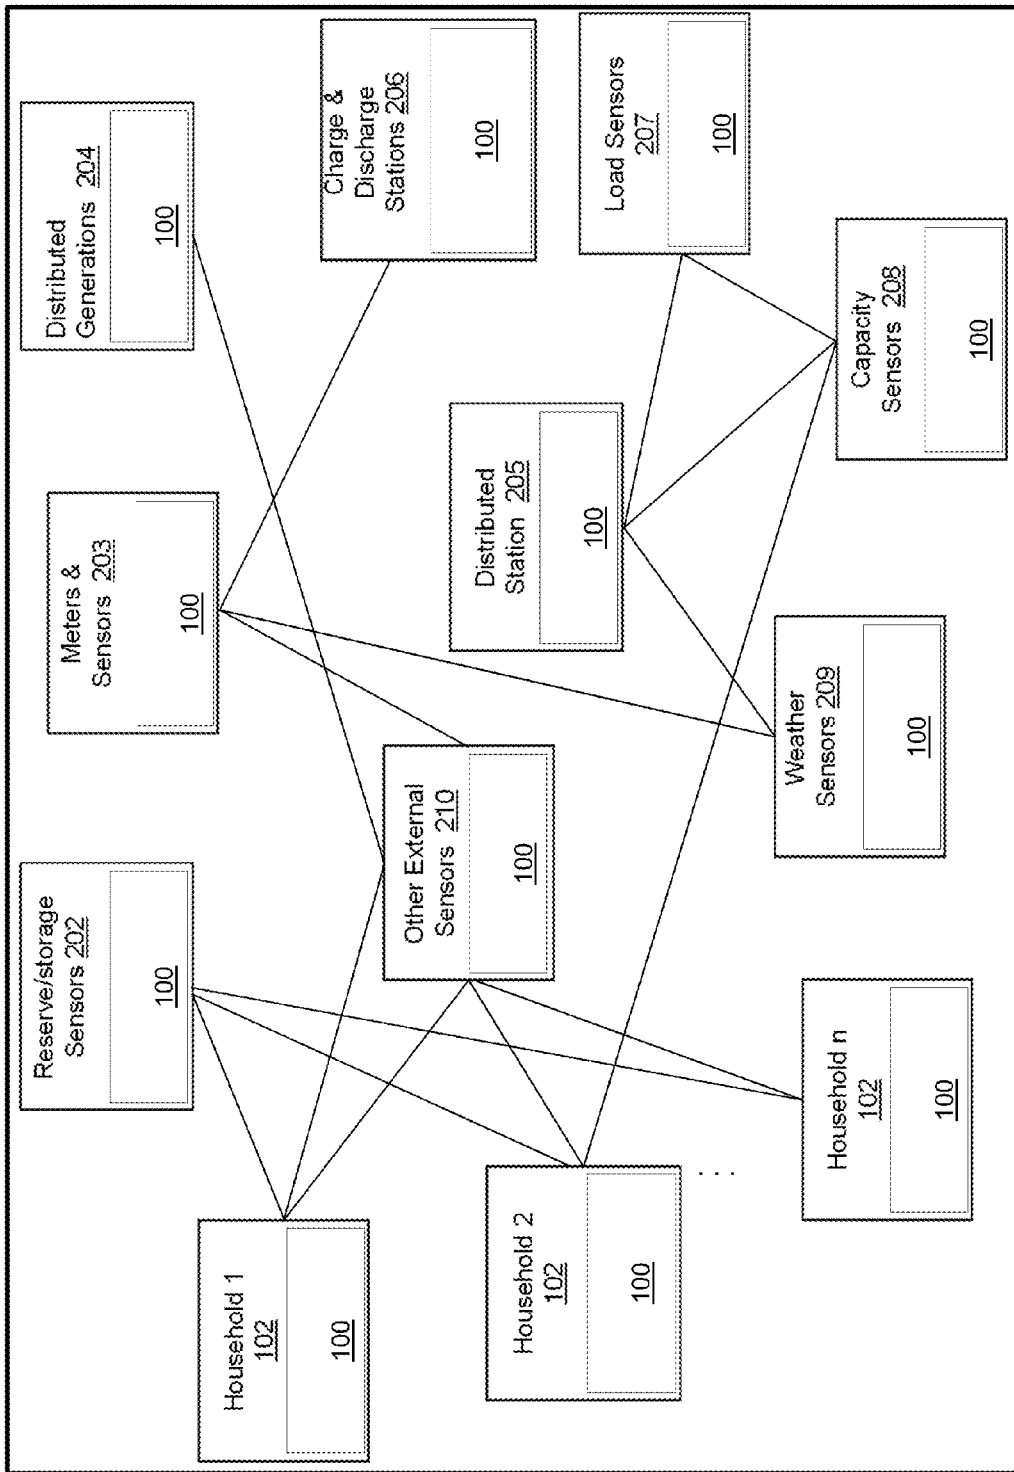 Reserve/storage
Sensors 202
100
Meters &
Sensors 203
100
Distributed
Generations 204
100
Household 1
102
100
Charge &
Discharge
Stations 206
100
Other External
Sensors 210
100
Distributed
Station 205
100
Household 2
102
100
Load Sensors
207
100
. . .
Household n
102
100
Weather
Sensors 209
100
Capacity
Sensors 208
100